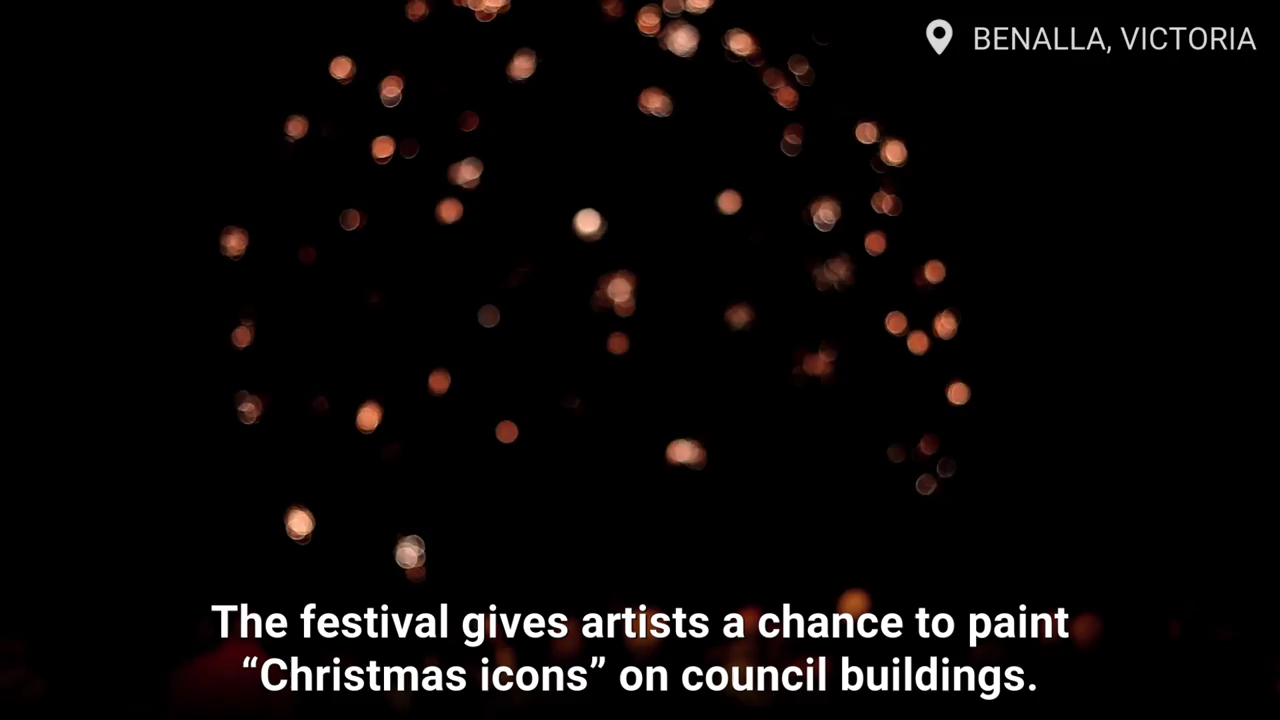 BENALLA, VICTORIA
The festival gives artists a chance to paint
“Christmas icons” on council buildings.